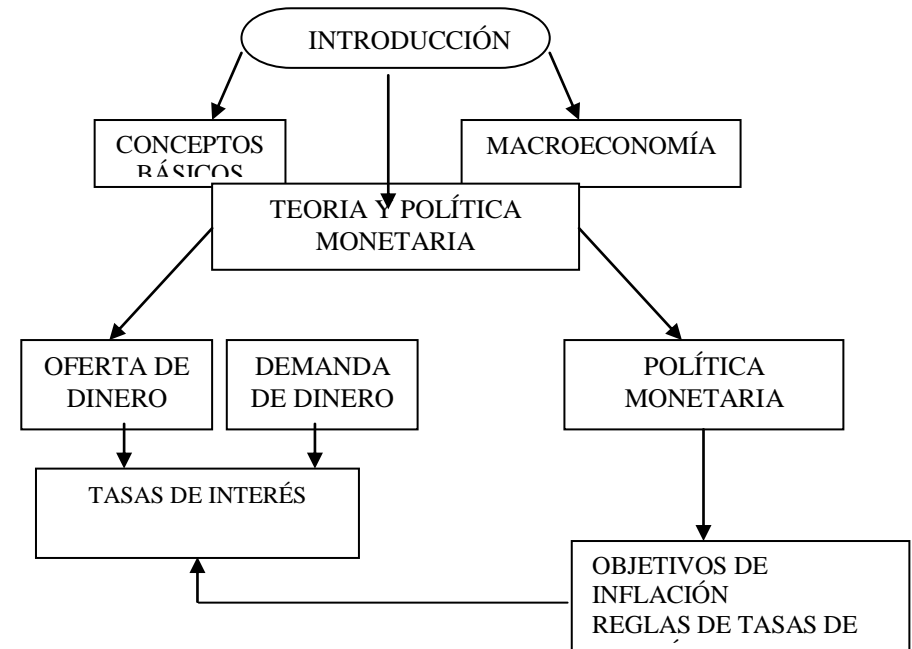 INTRODUCCIÓN
CONCEPTOS
BÁSICOS
MACROECONOMÍA
TEORIA Y POLÍTICA
MONETARIA
OFERTA DE
DINERO
DEMANDA
DE DINERO
POLÍTICA
MONETARIA
TASAS DE INTERÉS
OBJETIVOS DE
INFLACIÓN
REGLAS DE TASAS DE